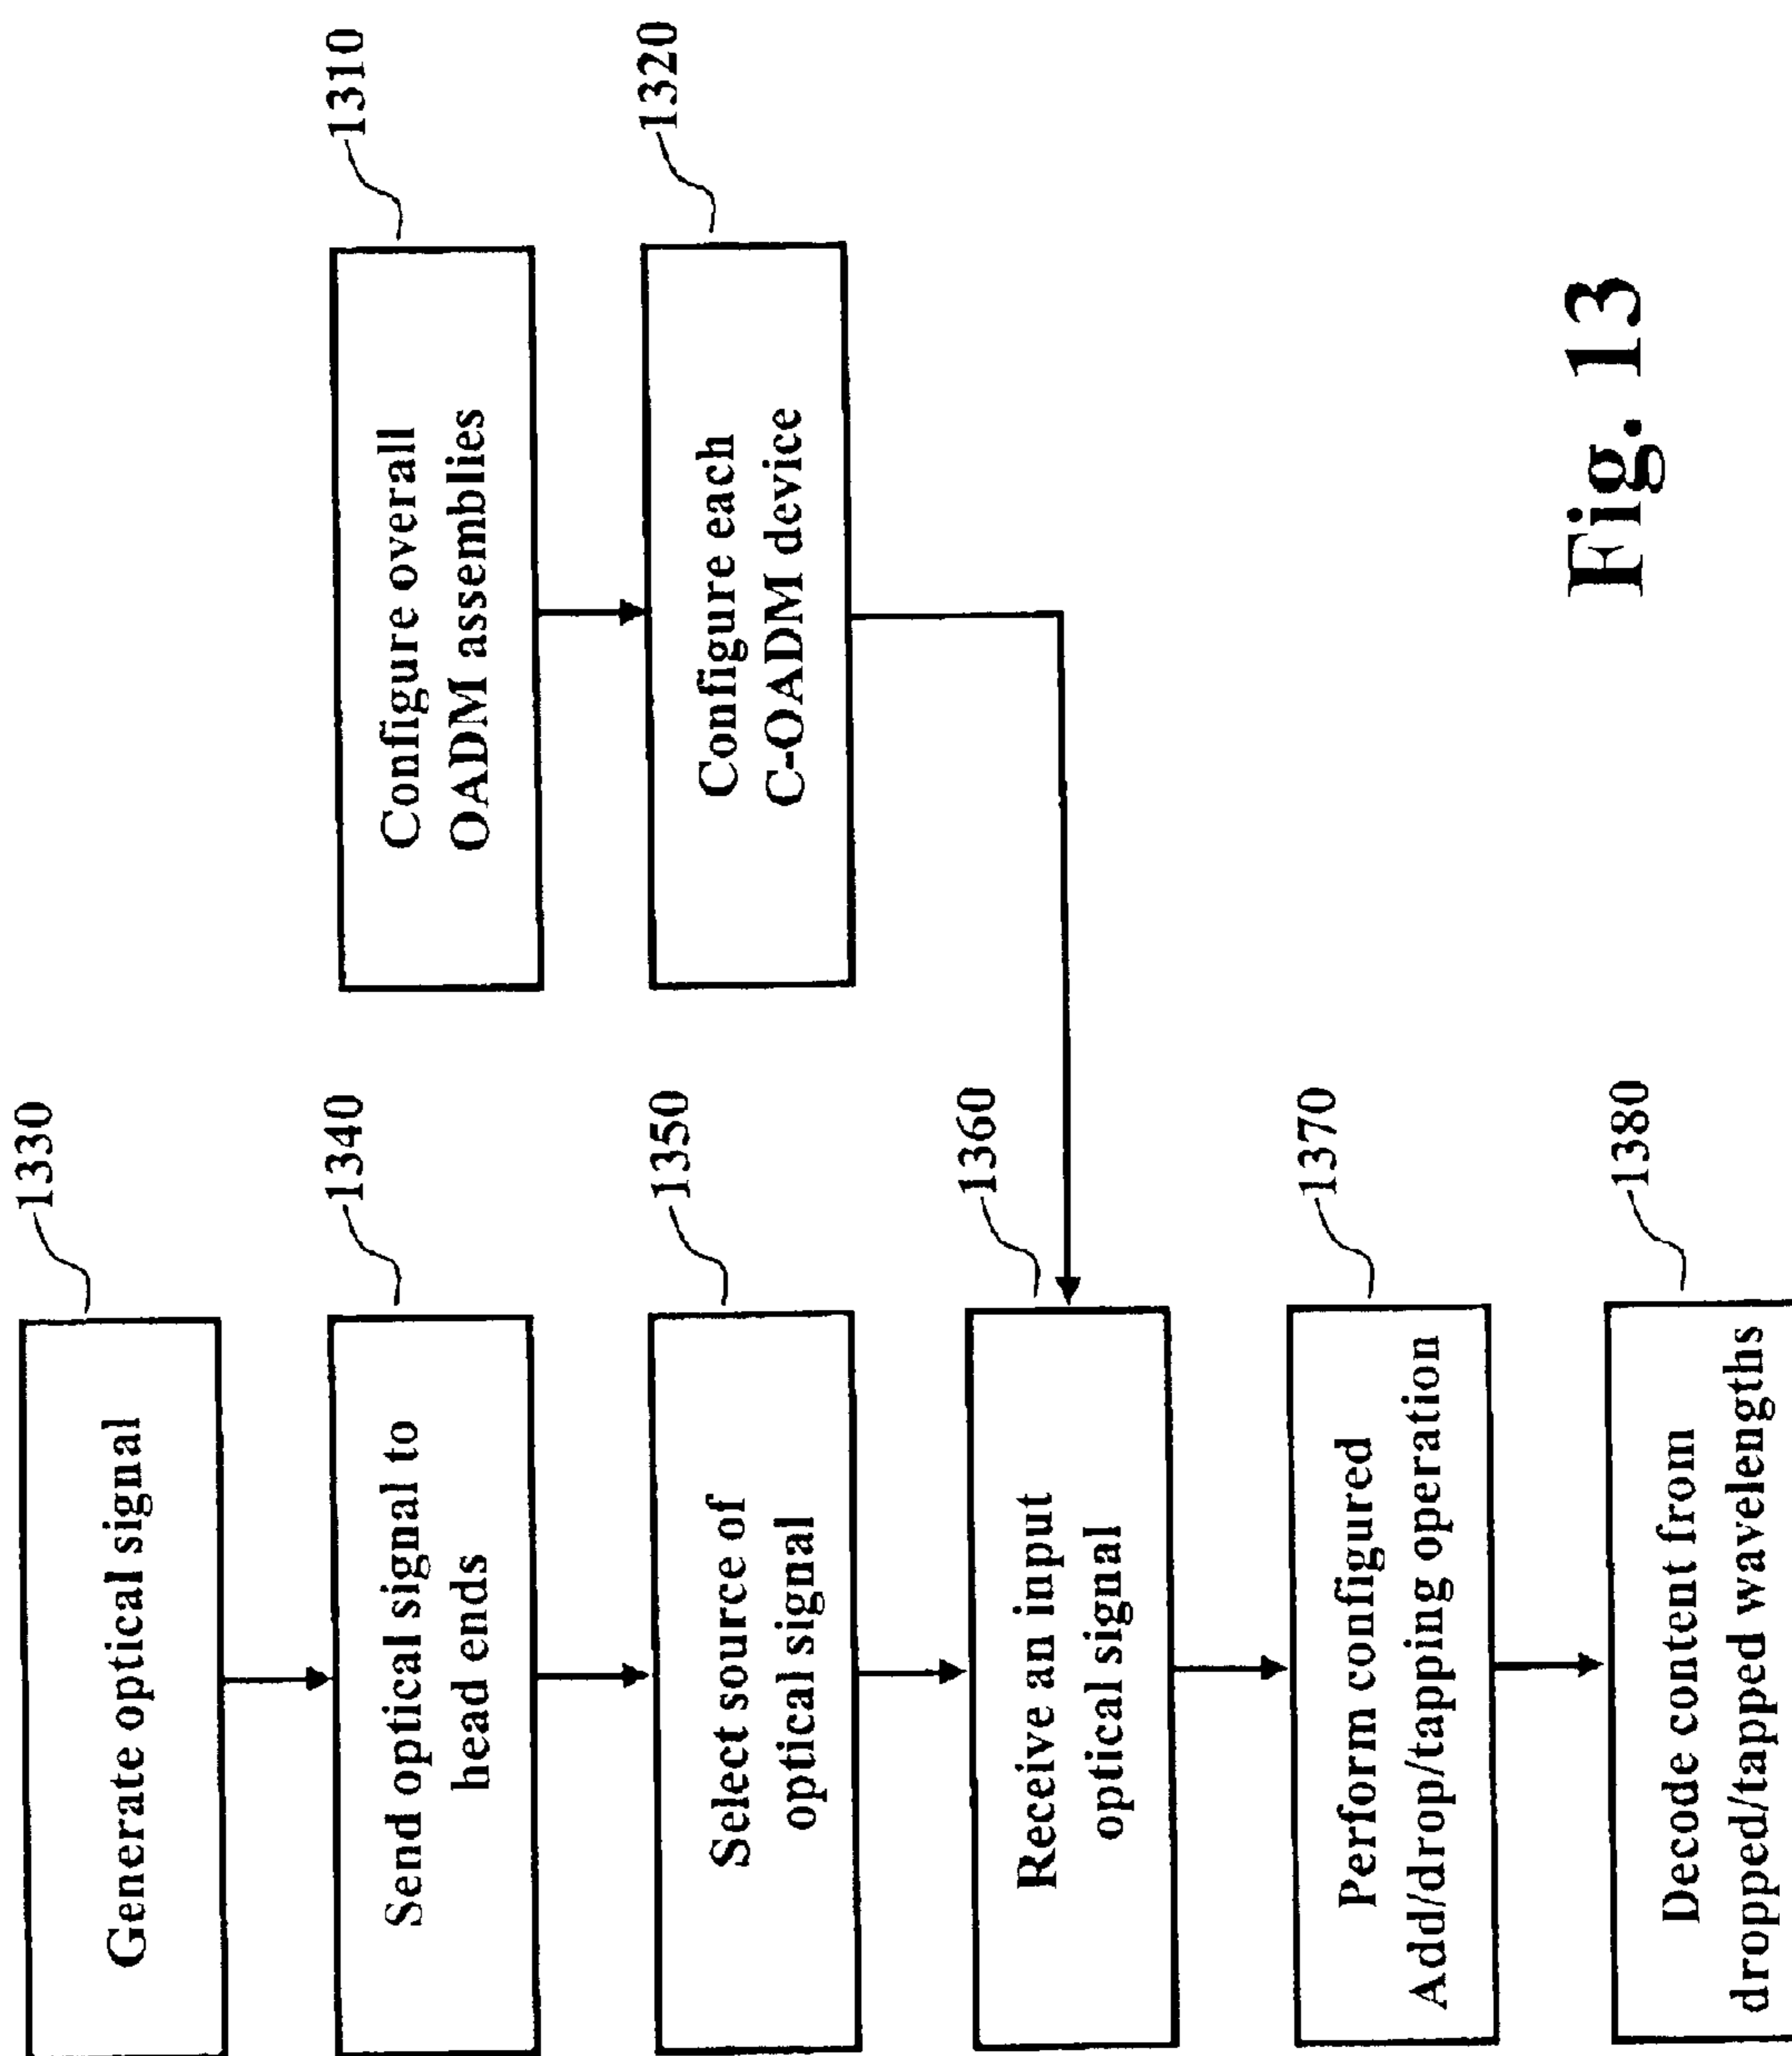 1330
Generate optical signal
1340
Send optical signal to
head ends
1350
Select source of
optical signal
1360
Receive an input
optical signal
1370
Perform configured
Add/drop/tapping operation
1380
Decode content from
dropped/tapped wavelengths
1310
Configure overall
OADM assemblies
1320
Configure each
C-OADM device
Fig. 13